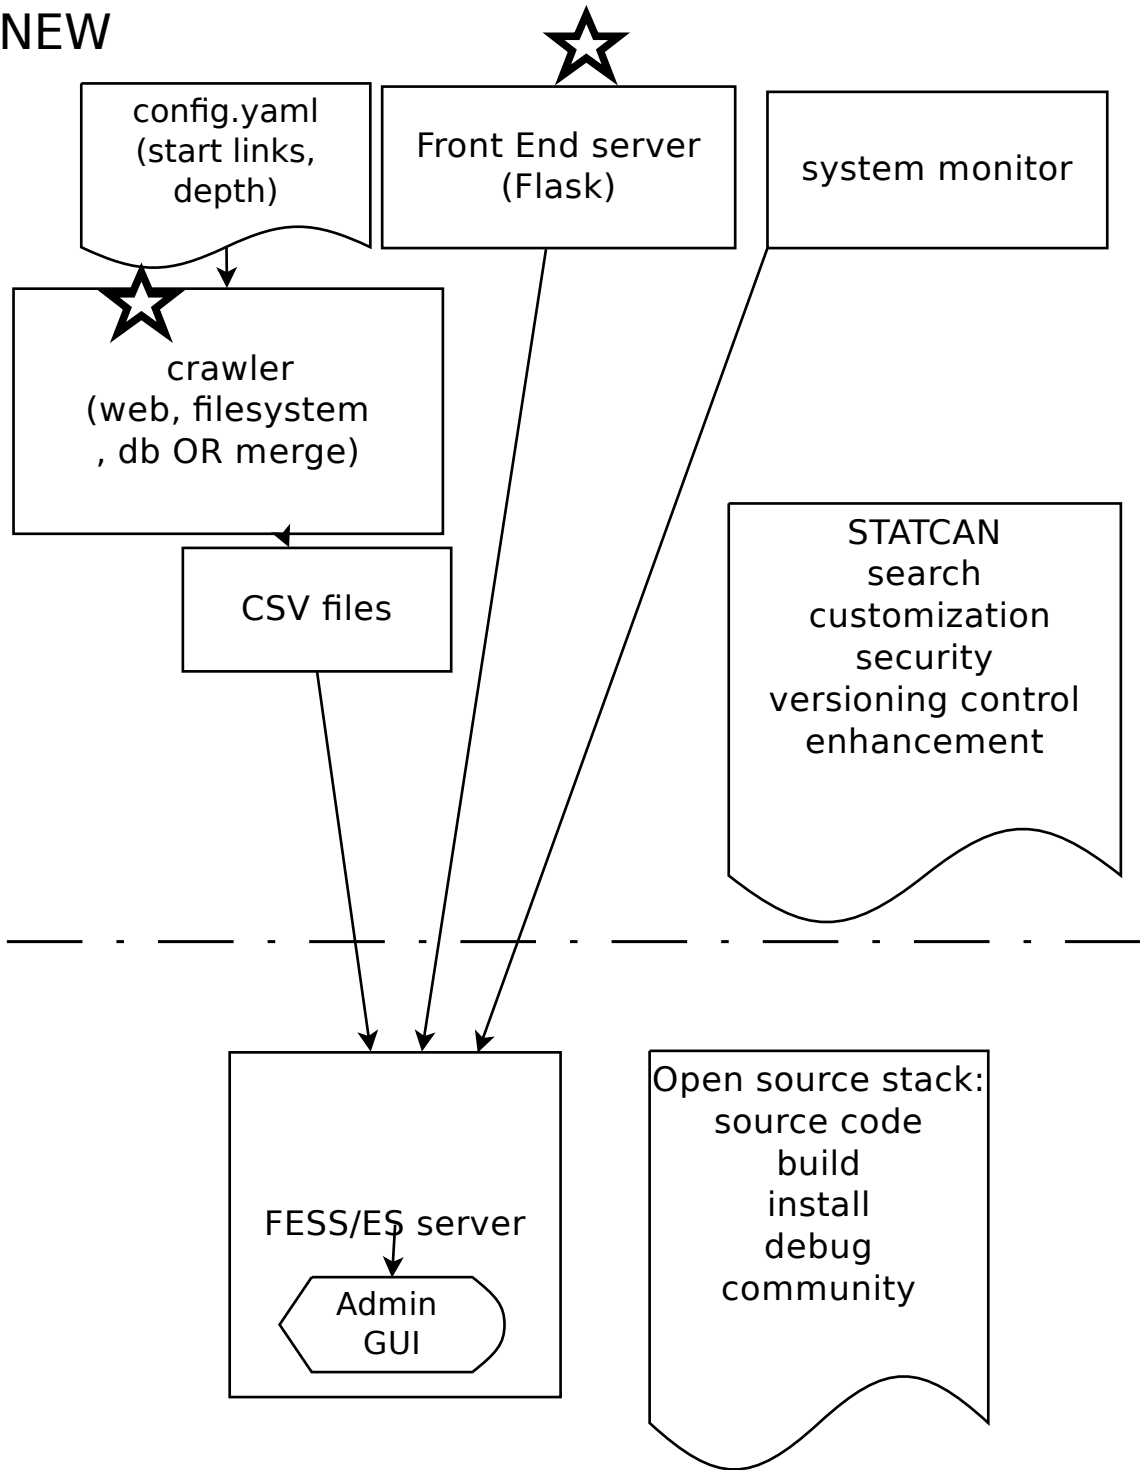 NEW
config.yaml
(start links,
depth)
Front End server
(Flask)
system monitor
crawler
(web, filesystem
, db OR merge)
CSV files
STATCAN
search
customization
security
versioning control
enhancement
FESS/ES server
Admin
GUI
Open source stack:
source code
build
install
debug
community